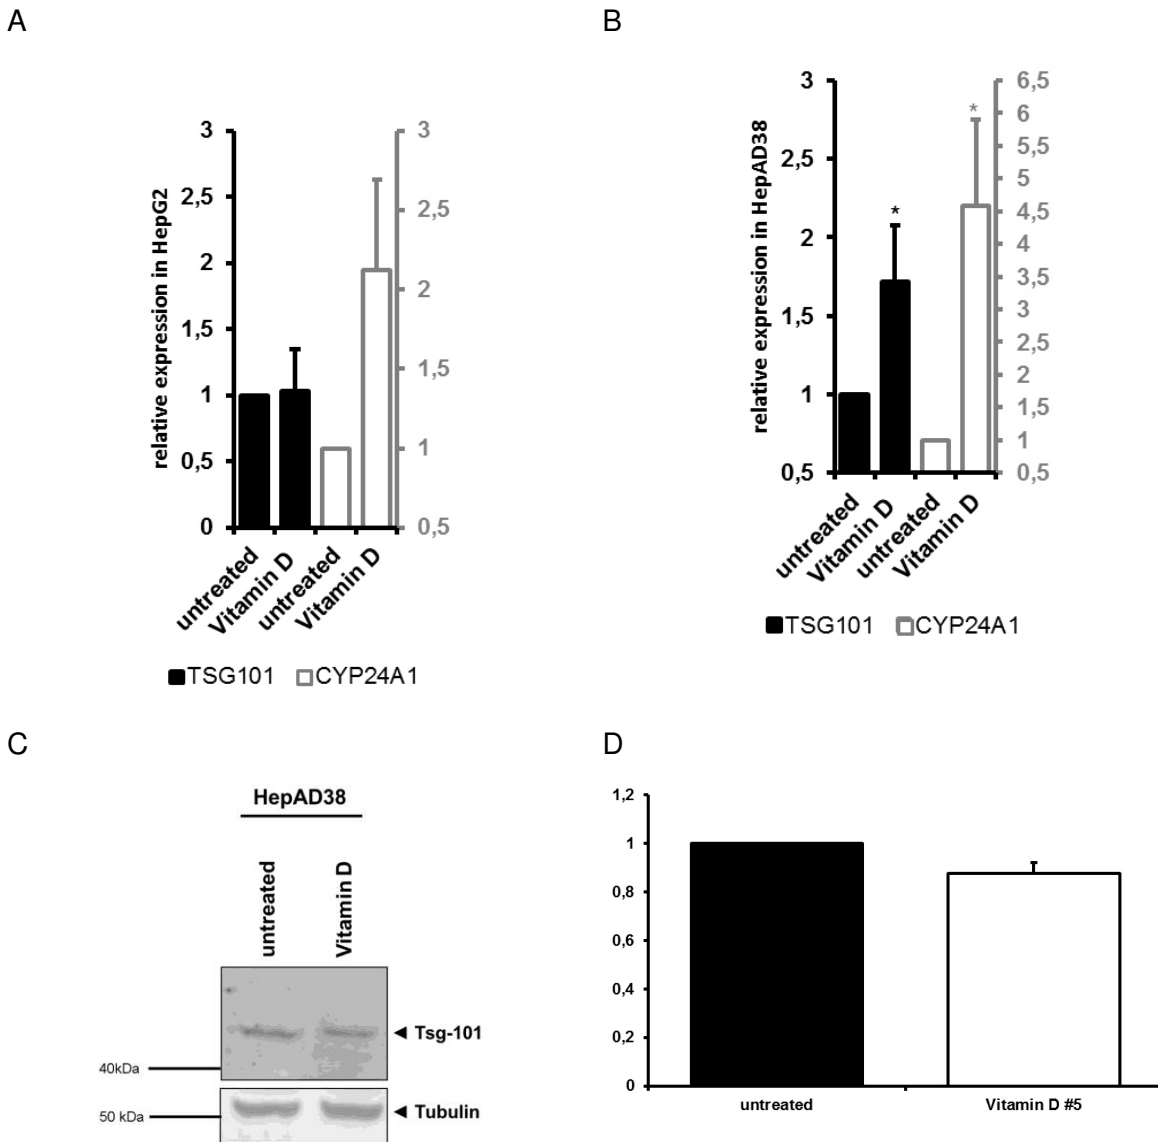 A
relative expression in HepG2
3
2,5
2
1,5
1
0,5
0
3
2,5
2
1,5
1
0,5
untreated
Vitamin D
untreated
Vitamin D
TSG101 CYP24A1
B
relative expression in HepAD38
3
2,5
2
1,5
1
0,5
*
*
6,5
6
5,5
5
4,5
4
3,5
3
2,5
2
1,5
1
0,5
untreated
Vitamin D
untreated
Vitamin D
TSG101 CYP24A1
C
HepAD38
untreated
Vitamin D
Tsg-101
40kDa
50 kDa
Tubulin
D
1,2
1
0,8
0,6
0,4
0,2
0
untreated
Vitamin D #5